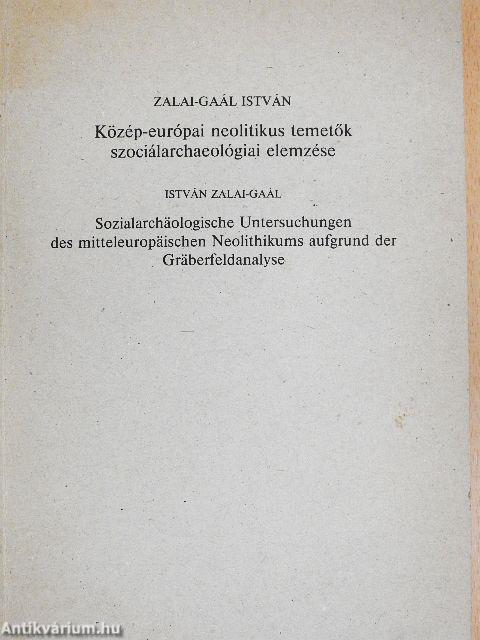 ZALAI-GAÁL ISTVÁN
Közép-európai neolitikus temetők
szociálarchaeológiai elemzése
ISTVÁN ZALAI-GAÁL
Sozialarchäologische Untersuchungen
des mitteleuropäischen Neolithikums aufgrund der
Gräberfeldanalyse
Antikvárium.hu